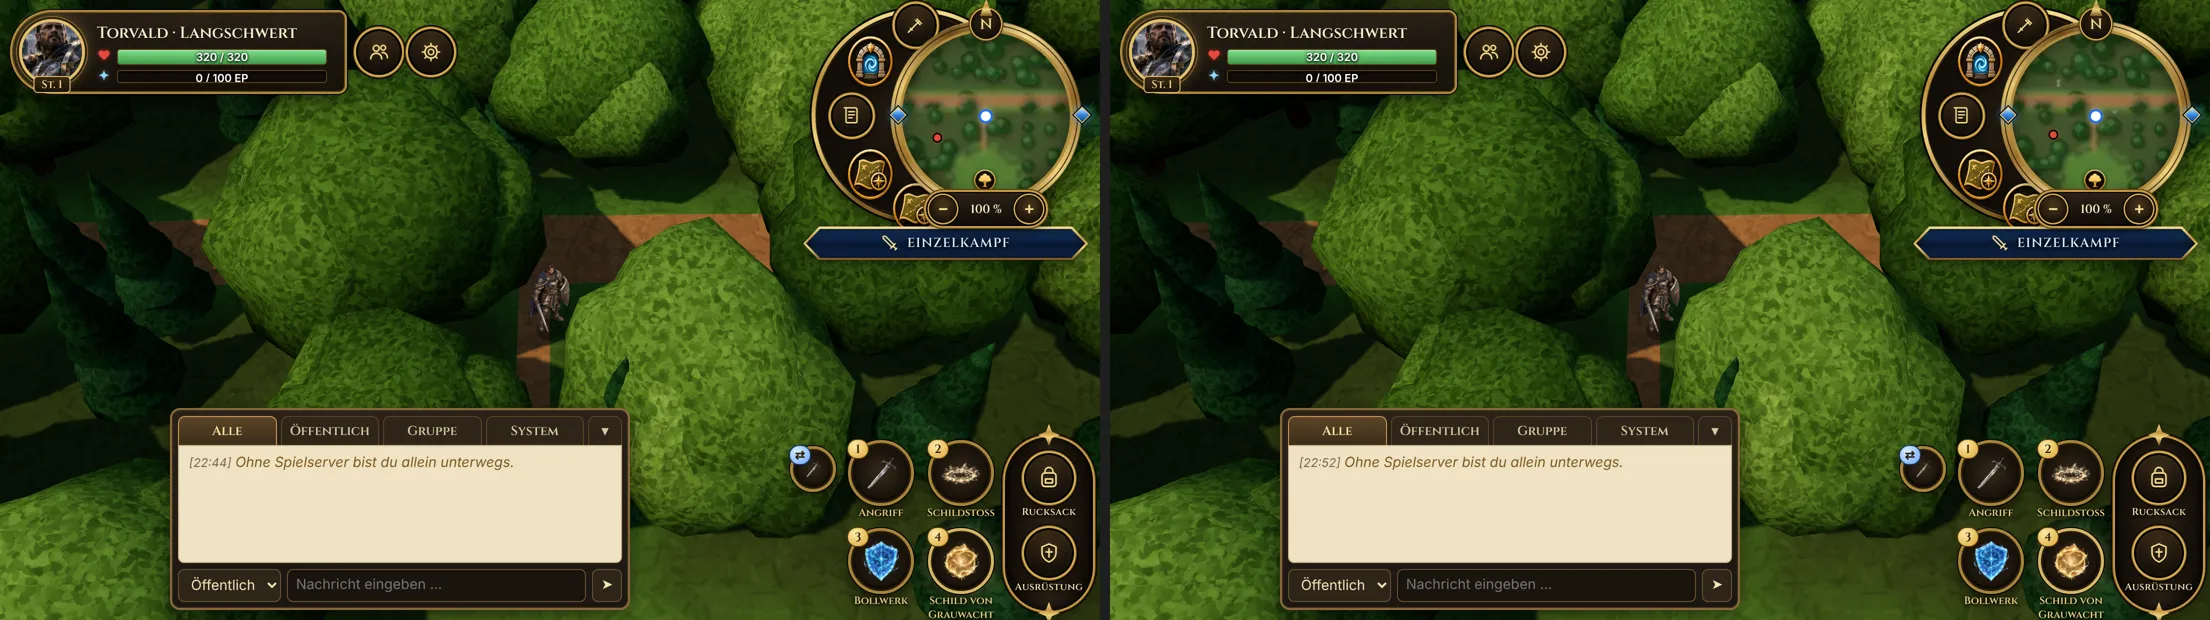 Torvald · Langschwert
320 / 320
0 / 100 EP
St. 1
N
100 %
Einzelkampf
Alle
Öffentlich
Gruppe
System
[22:44] Ohne Spielserver bist du allein unterwegs.
Öffentlich
Nachricht eingeben ...
1
Angriff
2
Schildstoss
3
Bollwerk
4
Schild von
Grauwacht
Rucksack
Ausrüstung
Torvald · Langschwert
320 / 320
0 / 100 EP
St. 1
N
100 %
Einzelkampf
Alle
Öffentlich
Gruppe
System
[22:52] Ohne Spielserver bist du allein unterwegs.
Öffentlich
Nachricht eingeben ...
1
Angriff
2
Schildstoss
3
Bollwerk
4
Schild von
Grauwacht
Rucksack
Ausrüstung